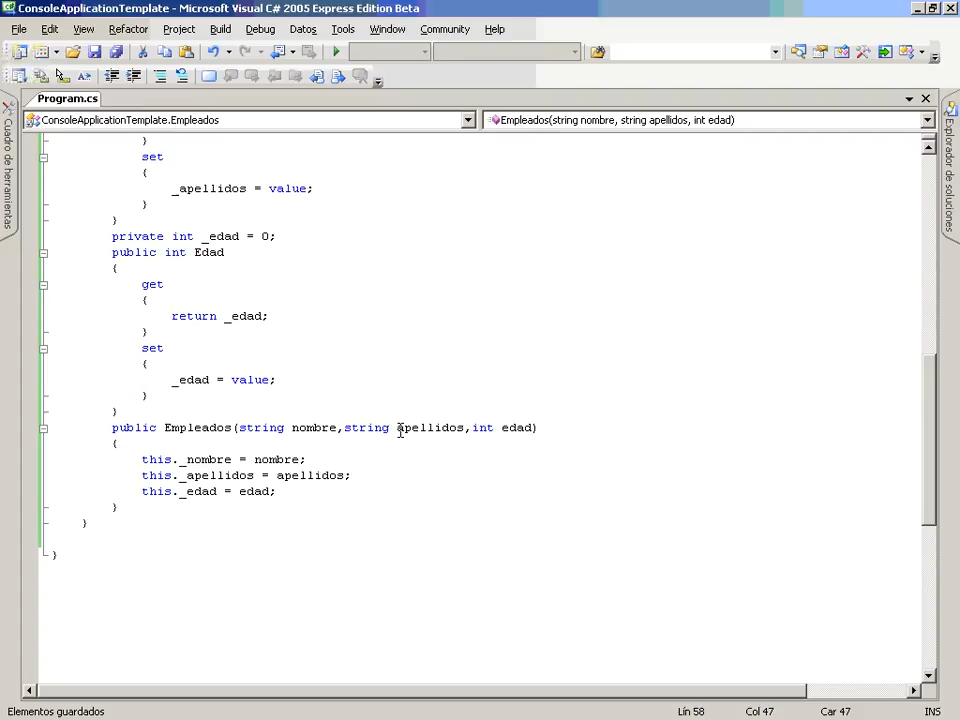 ConsoleApplicationTemplate - Microsoft Visual C# 2005 Express Edition Beta
File Edit View Refactor Project Build Debug Datos Tools Window Community Help
Program.cs
ConsoleApplicationTemplate.Empleados
Empleados(string nombre, string apellidos, int edad)
Cuadro de herramientas
Explorador de soluciones
}
set
{
_apellidos = value;
}
}
private int _edad = 0;
public int Edad
{
get
{
return _edad;
}
set
{
_edad = value;
}
}
public Empleados(string nombre,string apellidos,int edad)
{
this._nombre = nombre;
this._apellidos = apellidos;
this._edad = edad;
}
}
}
Elementos guardados
Lín 58 Col 47 Car 47 INS